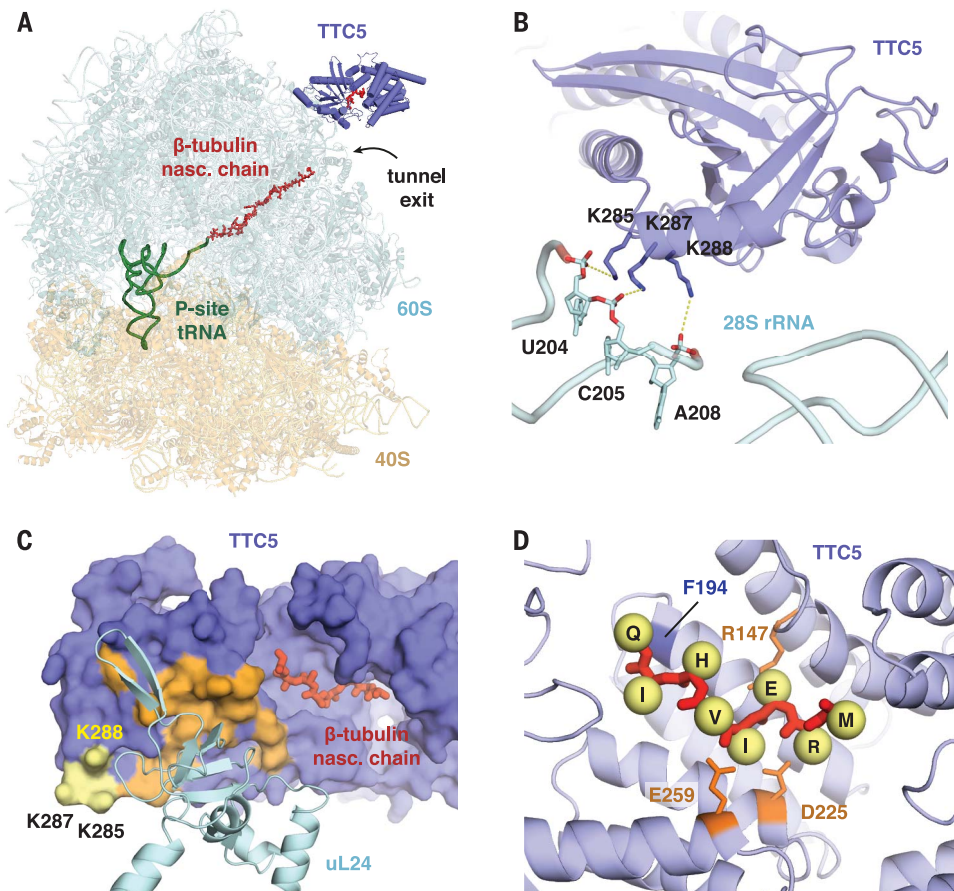 A
TTC5
β-tubulin
nasc. chain
tunnel
exit
P-site
tRNA
60S
40S
B
TTC5
K285
K287
K288
28S rRNA
U204
C205
A208
C
TTC5
K288
β-tubulin
nasc. chain
K287
K285
uL24
D
TTC5
F194
R147
Q
H
I
E
V
M
I
R
E259
D225